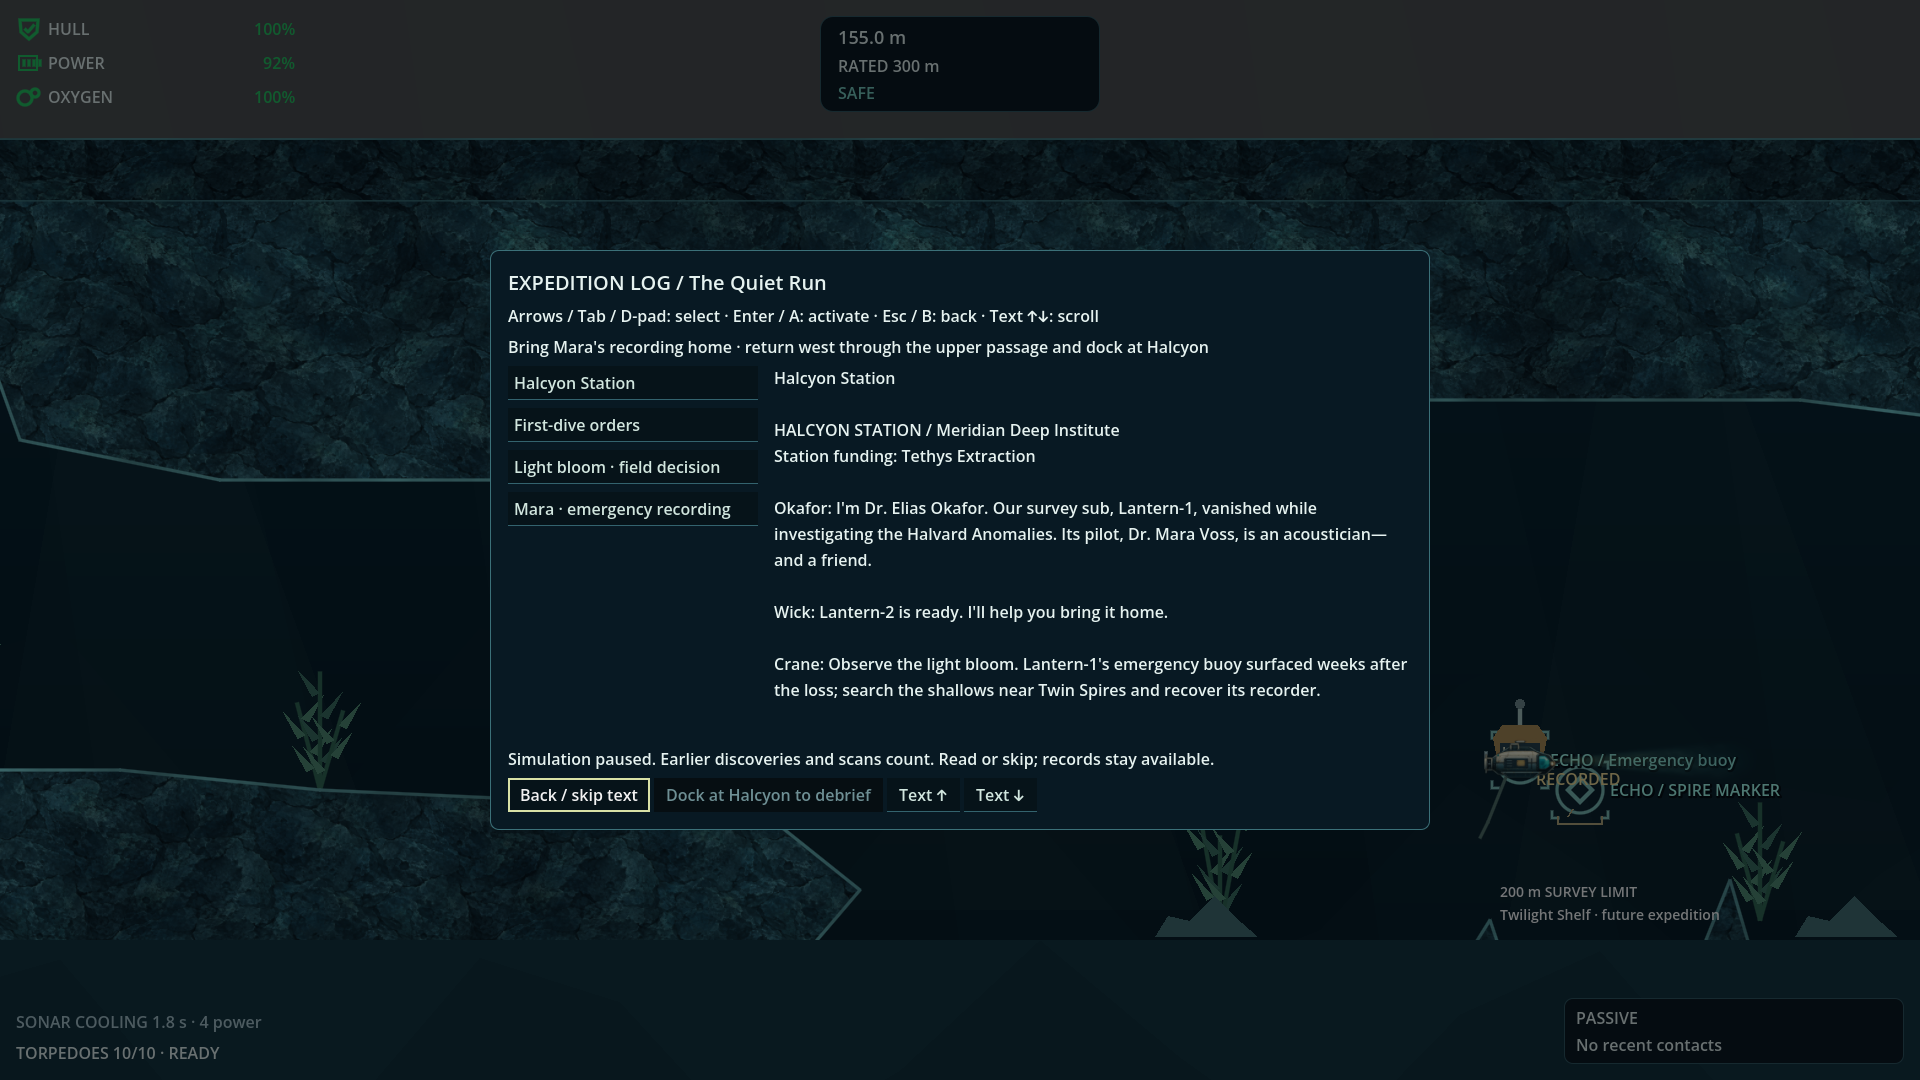 HULL 100%
POWER 92%
OXYGEN 100%
155.0 m
RATED 300 m
SAFE
EXPEDITION LOG / The Quiet Run
Arrows / Tab / D-pad: select · Enter / A: activate · Esc / B: back · Text ↑↓: scroll
Bring Mara's recording home · return west through the upper passage and dock at Halcyon
Halcyon Station
First-dive orders
Light bloom · field decision
Mara · emergency recording
Halcyon Station
HALCYON STATION / Meridian Deep Institute
Station funding: Tethys Extraction
Okafor: I'm Dr. Elias Okafor. Our survey sub, Lantern-1, vanished while
investigating the Halvard Anomalies. Its pilot, Dr. Mara Voss, is an acoustician—
and a friend.
Wick: Lantern-2 is ready. I'll help you bring it home.
Crane: Observe the light bloom. Lantern-1's emergency buoy surfaced weeks after
the loss; search the shallows near Twin Spires and recover its recorder.
Simulation paused. Earlier discoveries and scans count. Read or skip; records stay available.
Back / skip text
Dock at Halcyon to debrief
Text ↑
Text ↓
ECHO / Emergency buoy
RECORDED
ECHO / SPIRE MARKER
200 m SURVEY LIMIT
Twilight Shelf · future expedition
SONAR COOLING 1.8 s · 4 power
TORPEDOES 10/10 · READY
PASSIVE
No recent contacts